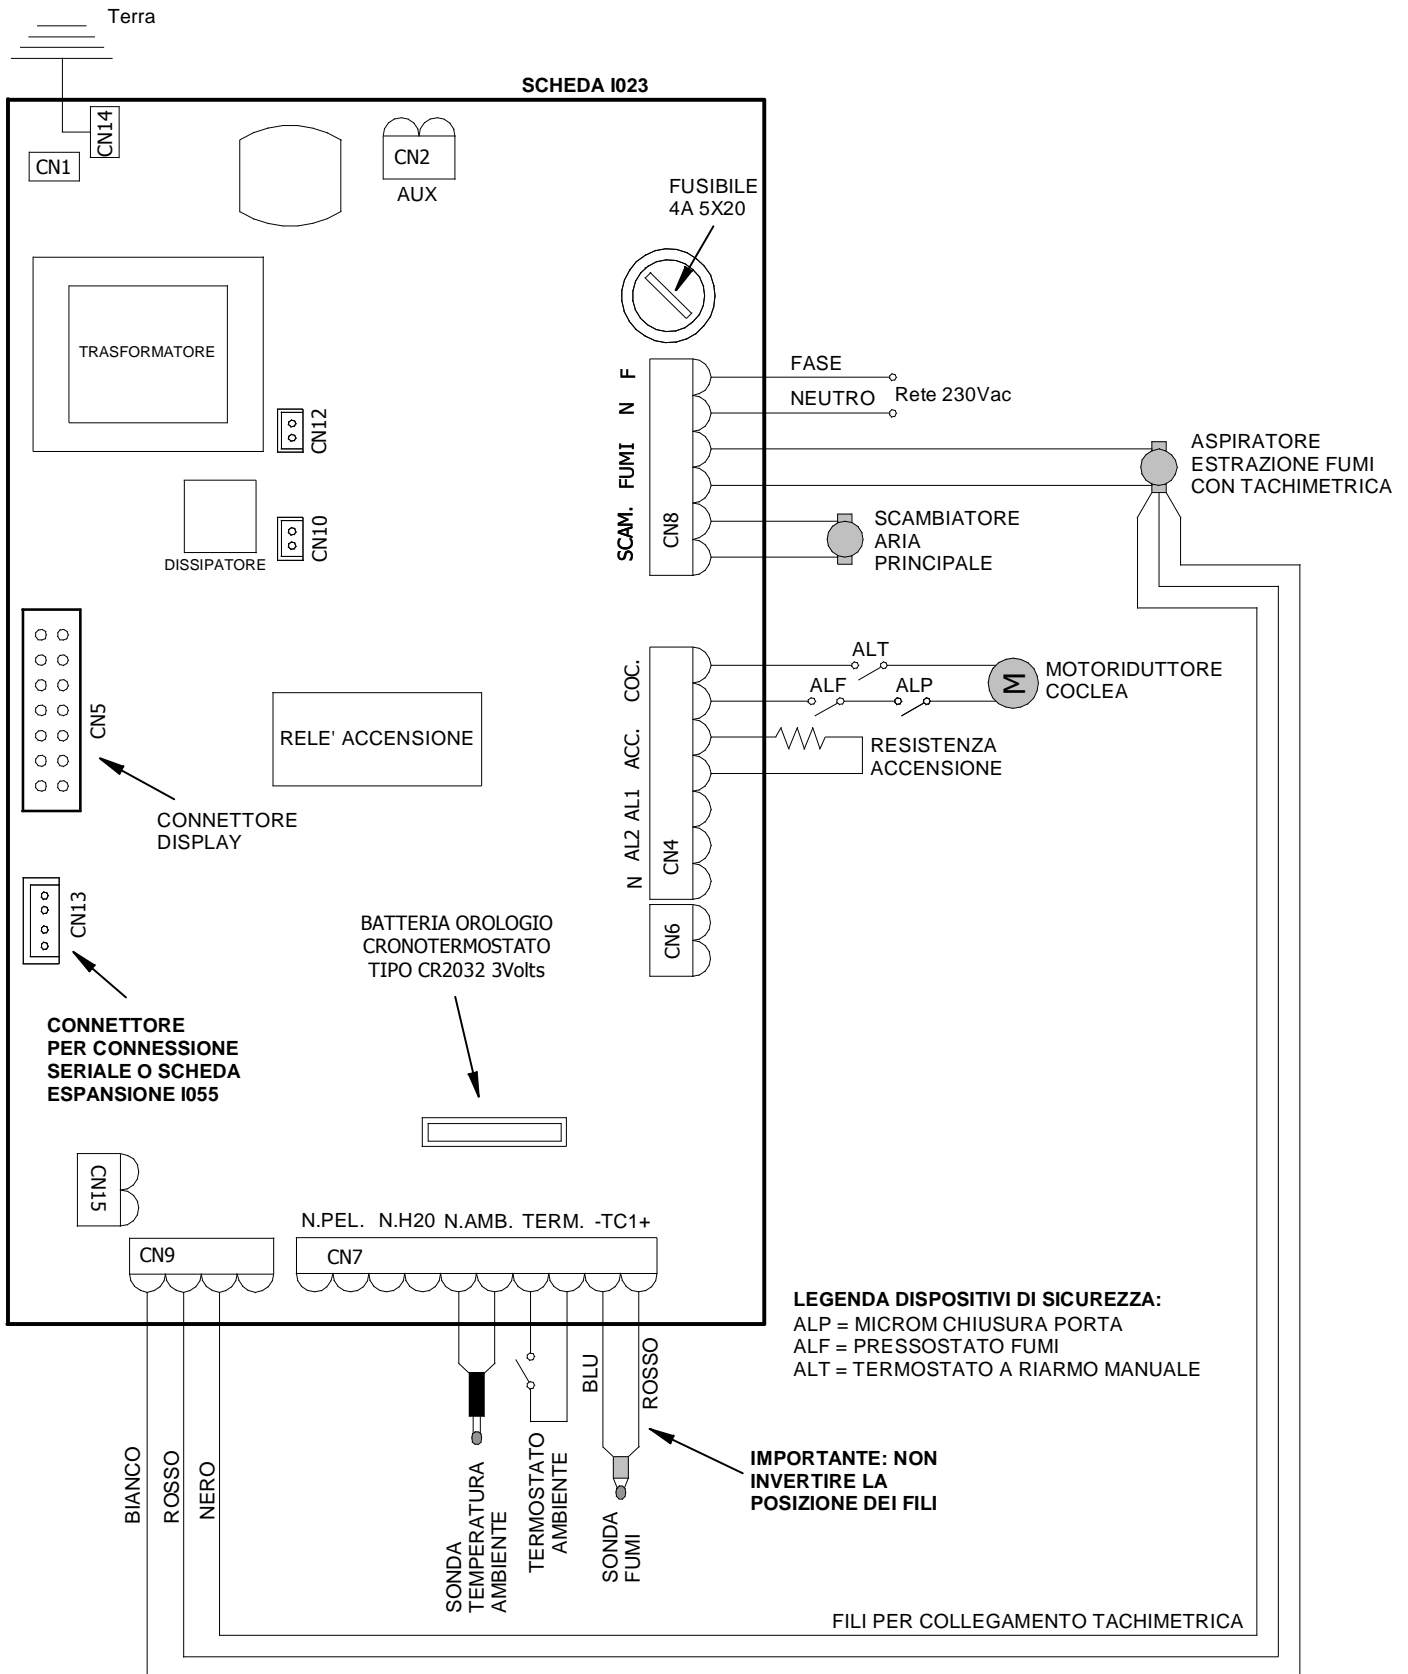 Terra
SCHEDA I023
CN14
CN1
CN2
AUX
FUSIBILE
4A 5X20
TRASFORMATORE
CN12
CN10
DISSIPATORE
F
N
FUMI
SCAM.
CN8
FASE
NEUTRO
Rete 230Vac
ASPIRATORE
ESTRAZIONE FUMI
CON TACHIMETRICA
SCAMBIATORE
ARIA
PRINCIPALE
CN5
CONNETTORE
DISPLAY
RELE' ACCENSIONE
COC.
ACC.
AL1
AL2
N
CN4
CN6
ALT
ALF
ALP
M
MOTORIDUTTORE
COCLEA
RESISTENZA
ACCENSIONE
CN13
CONNETTORE
PER CONNESSIONE
SERIALE O SCHEDA
ESPANSIONE I055
BATTERIA OROLOGIO
CRONOTERMOSTATO
TIPO CR2032 3Volts
CN15
CN9
N.PEL. N.H20 N.AMB. TERM. -TC1+
CN7
LEGENDA DISPOSITIVI DI SICUREZZA:
ALP = MICROM CHIUSURA PORTA
ALF = PRESSOSTATO FUMI
ALT = TERMOSTATO A RIARMO MANUALE
BIANCO
ROSSO
NERO
SONDA
TEMPERATURA
AMBIENTE
TERMOSTATO
AMBIENTE
BLU
ROSSO
SONDA
FUMI
IMPORTANTE: NON
INVERTIRE LA
POSIZIONE DEI FILI
FILI PER COLLEGAMENTO TACHIMETRICA